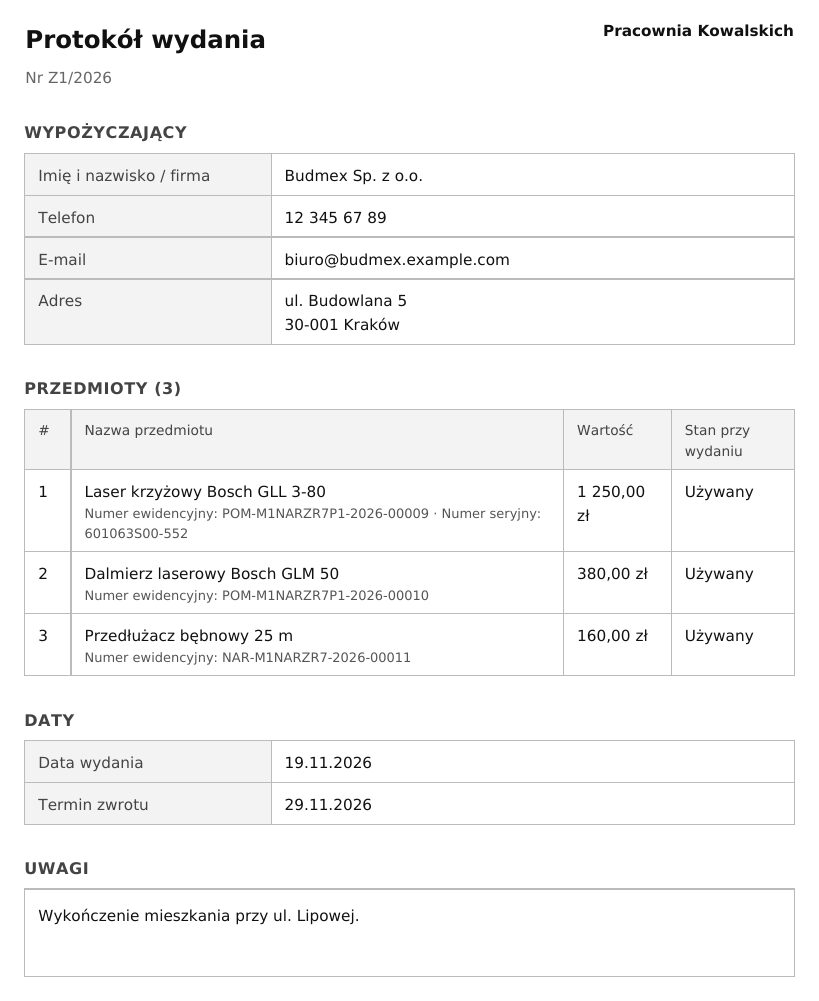 Protokół wydania
Pracownia Kowalskich
Nr Z1/2026
WYPOŻYCZAJĄCY
Imię i nazwisko / firma
Budmex Sp. z o.o.
Telefon
12 345 67 89
E-mail
biuro@budmex.example.com
Adres
ul. Budowlana 5
30-001 Kraków
PRZEDMIOTY (3)
#
Nazwa przedmiotu
Wartość
Stan przy
wydaniu
1
Laser krzyżowy Bosch GLL 3-80
Numer ewidencyjny: POM-M1NARZR7P1-2026-00009 · Numer seryjny:
601063S00-552
1 250,00
zł
Używany
2
Dalmierz laserowy Bosch GLM 50
Numer ewidencyjny: POM-M1NARZR7P1-2026-00010
380,00 zł
Używany
3
Przedłużacz bębnowy 25 m
Numer ewidencyjny: NAR-M1NARZR7-2026-00011
160,00 zł
Używany
DATY
Data wydania
19.11.2026
Termin zwrotu
29.11.2026
UWAGI
Wykończenie mieszkania przy ul. Lipowej.